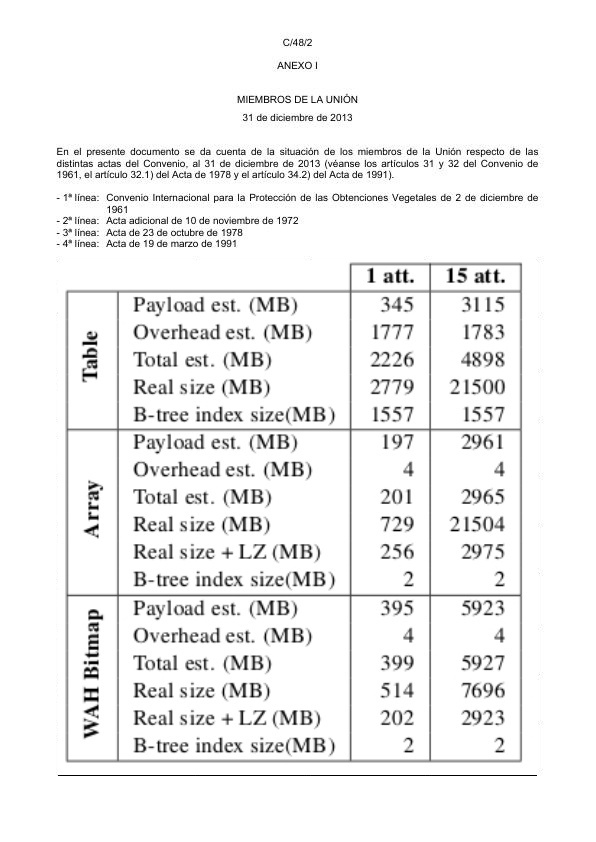 C/48/2
ANEXO I
MIEMBROS DE LA UNIÓN
31 de diciembre de 2013
En el presente documento se da cuenta de la situación de los miembros de la Unión respecto de las
distintas actas del Convenio, al 31 de diciembre de 2013 (véanse los artículos 31 y 32 del Convenio de
1961, el artículo 32.1) del Acta de 1978 y el artículo 34.2) del Acta de 1991).
- 1ª línea: Convenio Internacional para la Protección de las Obtenciones Vegetales de 2 de diciembre de
1961
- 2ª línea: Acta adicional de 10 de noviembre de 1972
- 3ª línea: Acta de 23 de octubre de 1978
- 4ª línea: Acta de 19 de marzo de 1991
1 att. 15 att.
Table
Payload est. (MB) 345 3115
Overhead est. (MB) 1777 1783
Total est. (MB) 2226 4898
Real size (MB) 2779 21500
B-tree index size(MB) 1557 1557
Array
Payload est. (MB) 197 2961
Overhead est. (MB) 4 4
Total est. (MB) 201 2965
Real size (MB) 729 21504
Real size + LZ (MB) 256 2975
B-tree index size(MB) 2 2
WAH Bitmap
Payload est. (MB) 395 5923
Overhead est. (MB) 4 4
Total est. (MB) 399 5927
Real size (MB) 514 7696
Real size + LZ (MB) 202 2923
B-tree index size(MB) 2 2